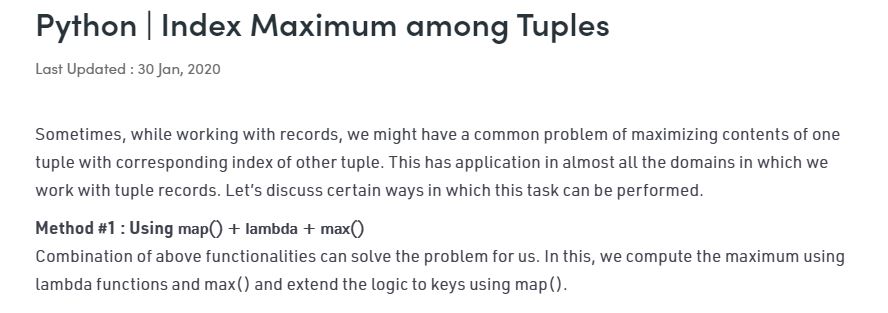 Python | Index Maximum among Tuples
Last Updated : 30 Jan, 2020
Sometimes, while working with records, we might have a common problem of maximizing contents of one
tuple with corresponding index of other tuple. This has application in almost all the domains in which we
work with tuple records. Let’s discuss certain ways in which this task can be performed.
Method #1 : Using map() + lambda + max()
Combination of above functionalities can solve the problem for us. In this, we compute the maximum using
lambda functions and max() and extend the logic to keys using map().